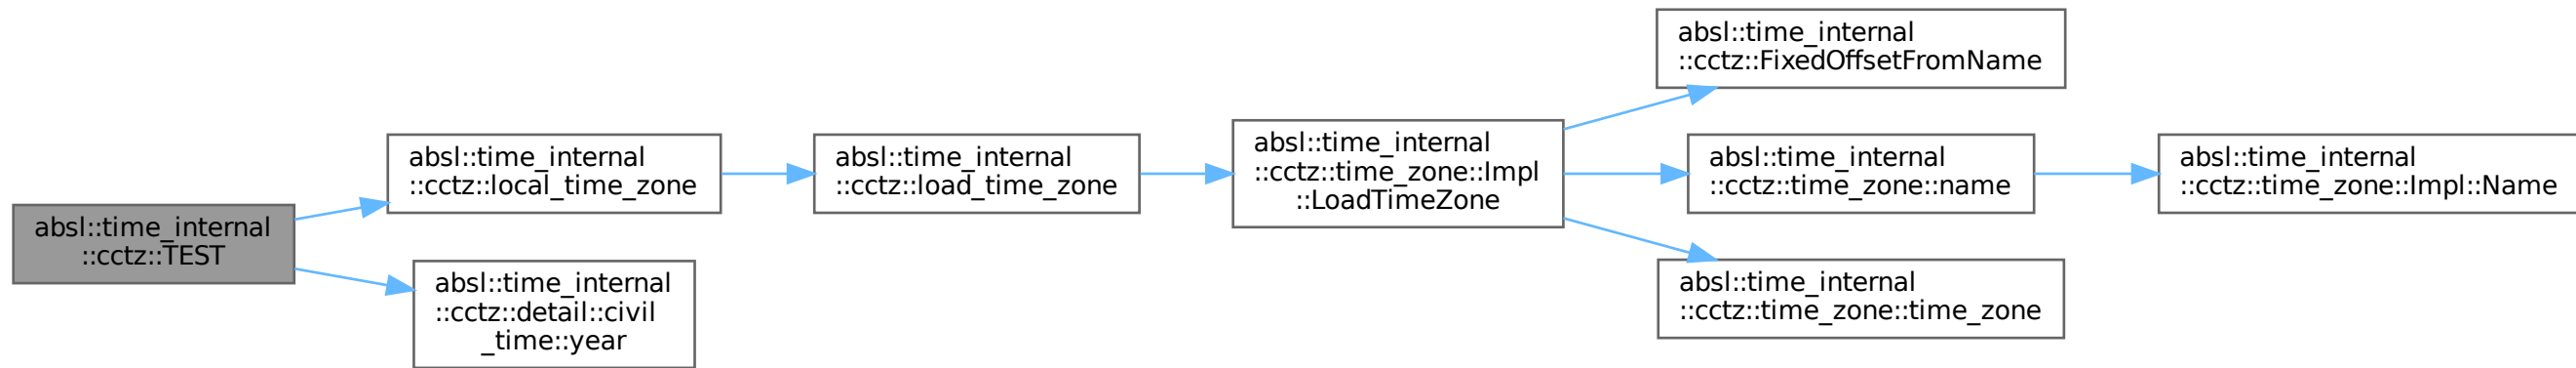 absl::time_internal
::cctz::TEST
absl::time_internal
::cctz::local_time_zone
absl::time_internal
::cctz::detail::civil
_time::year
absl::time_internal
::cctz::load_time_zone
absl::time_internal
::cctz::time_zone::Impl
::LoadTimeZone
absl::time_internal
::cctz::FixedOffsetFromName
absl::time_internal
::cctz::time_zone::name
absl::time_internal
::cctz::time_zone::time_zone
absl::time_internal
::cctz::time_zone::Impl::Name